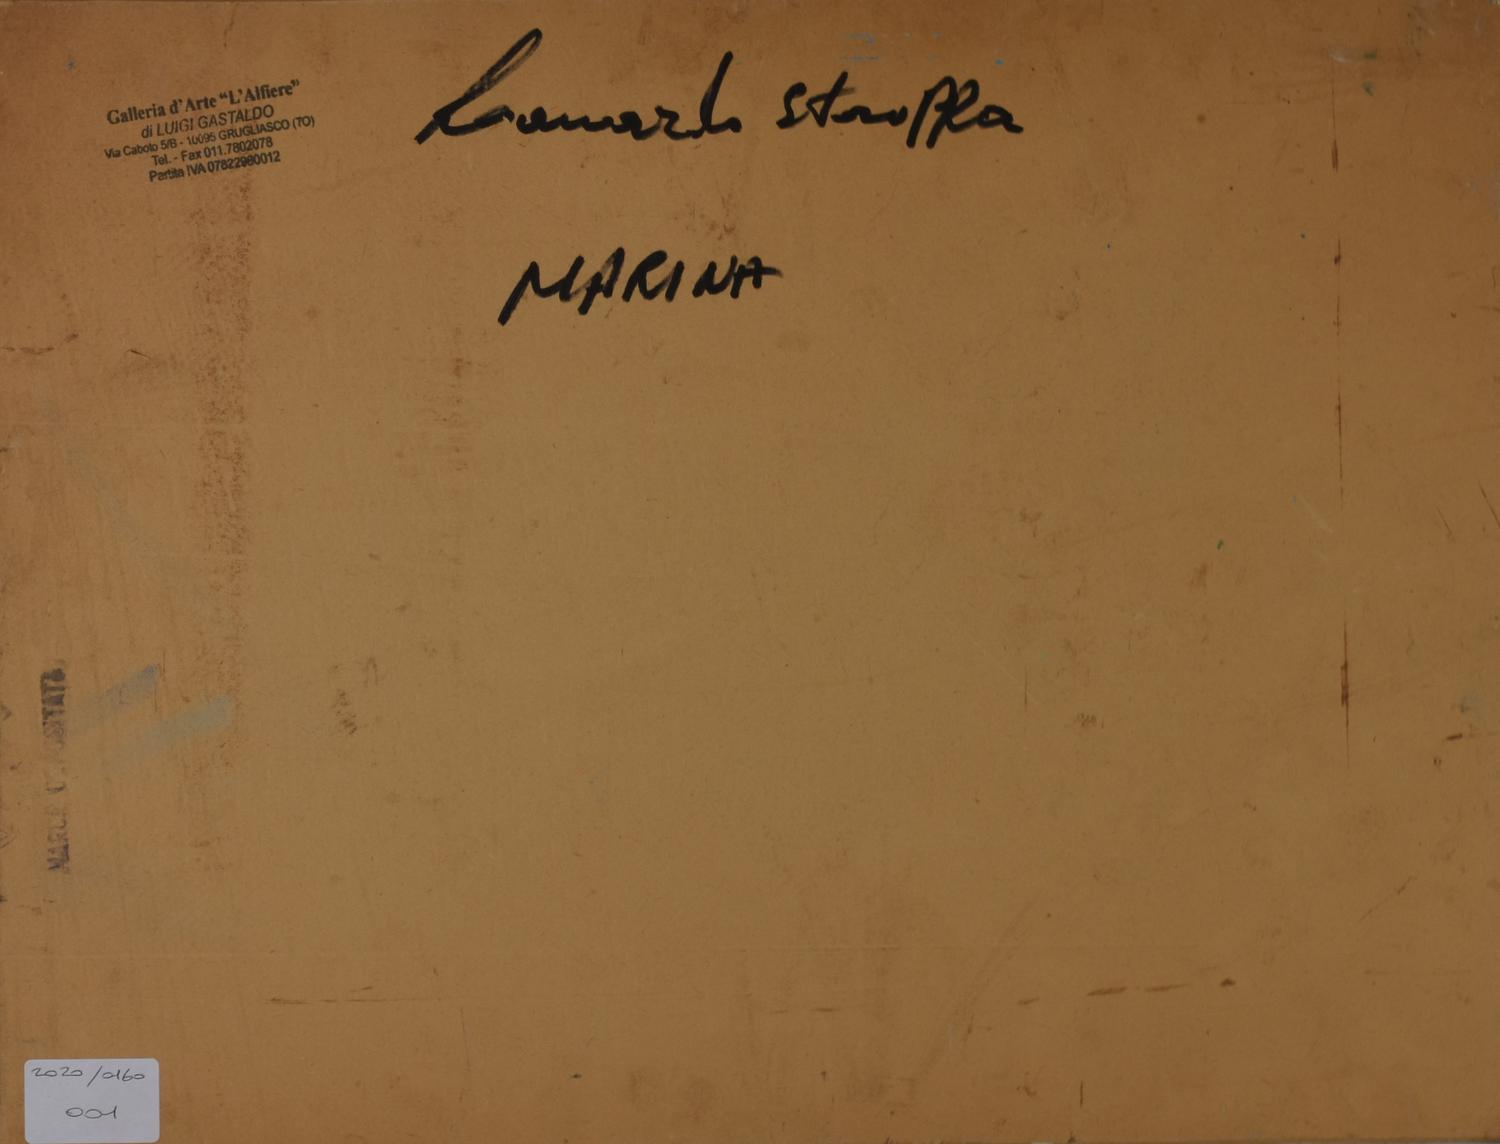 Galleria d'Arte "L'Alfiere"
di LUIGI GASTALDO
Via Caboto 5/B - 10095 GRUGLIASCO (TO)
Tel. - Fax 011.7802078
Partita IVA 07822980012
Leonardo Stroppa
MARINA
2020/0160
001